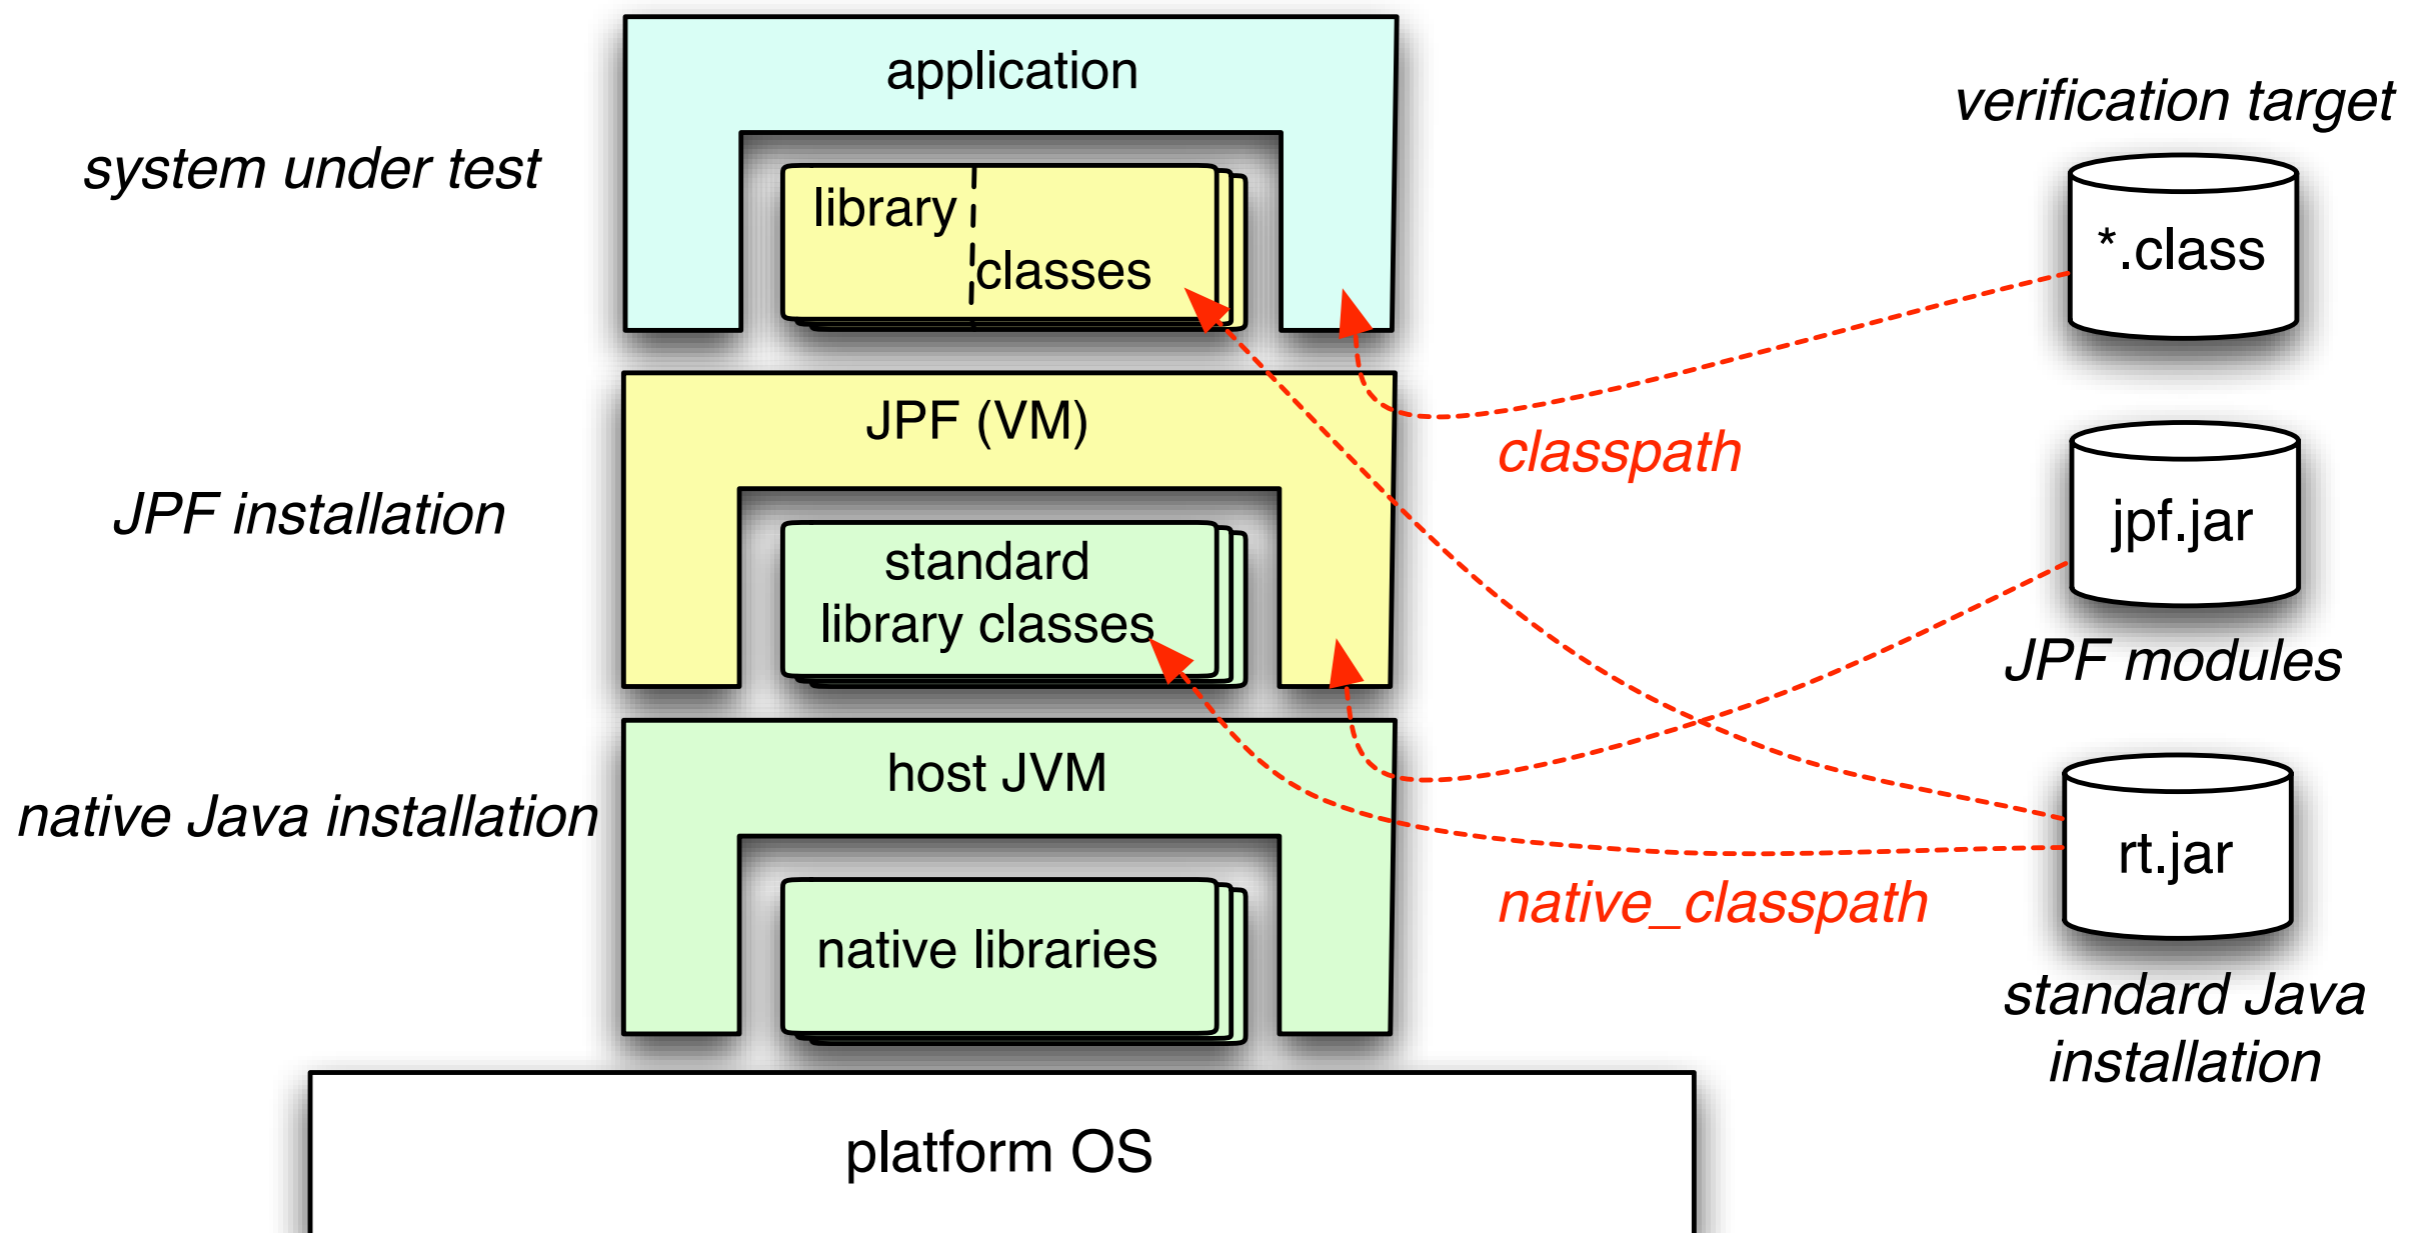 application
system under test
library
classes
JPF (VM)
JPF installation
standard
library classes
host JVM
native Java installation
native libraries
platform OS
verification target
*.class
classpath
jpf.jar
JPF modules
rt.jar
native_classpath
standard Java
installation